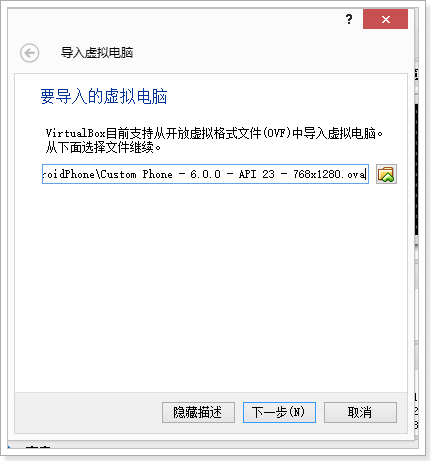 ?
导入虚拟电脑
要导入的虚拟电脑
VirtualBox目前支持从开放虚拟格式文件(OVF)中导入虚拟电脑。
从下面选择文件继续。
roidPhone\Custom Phone - 6.0.0 - API 23 - 768x1280.ova
隐藏描述 下一步(N) 取消